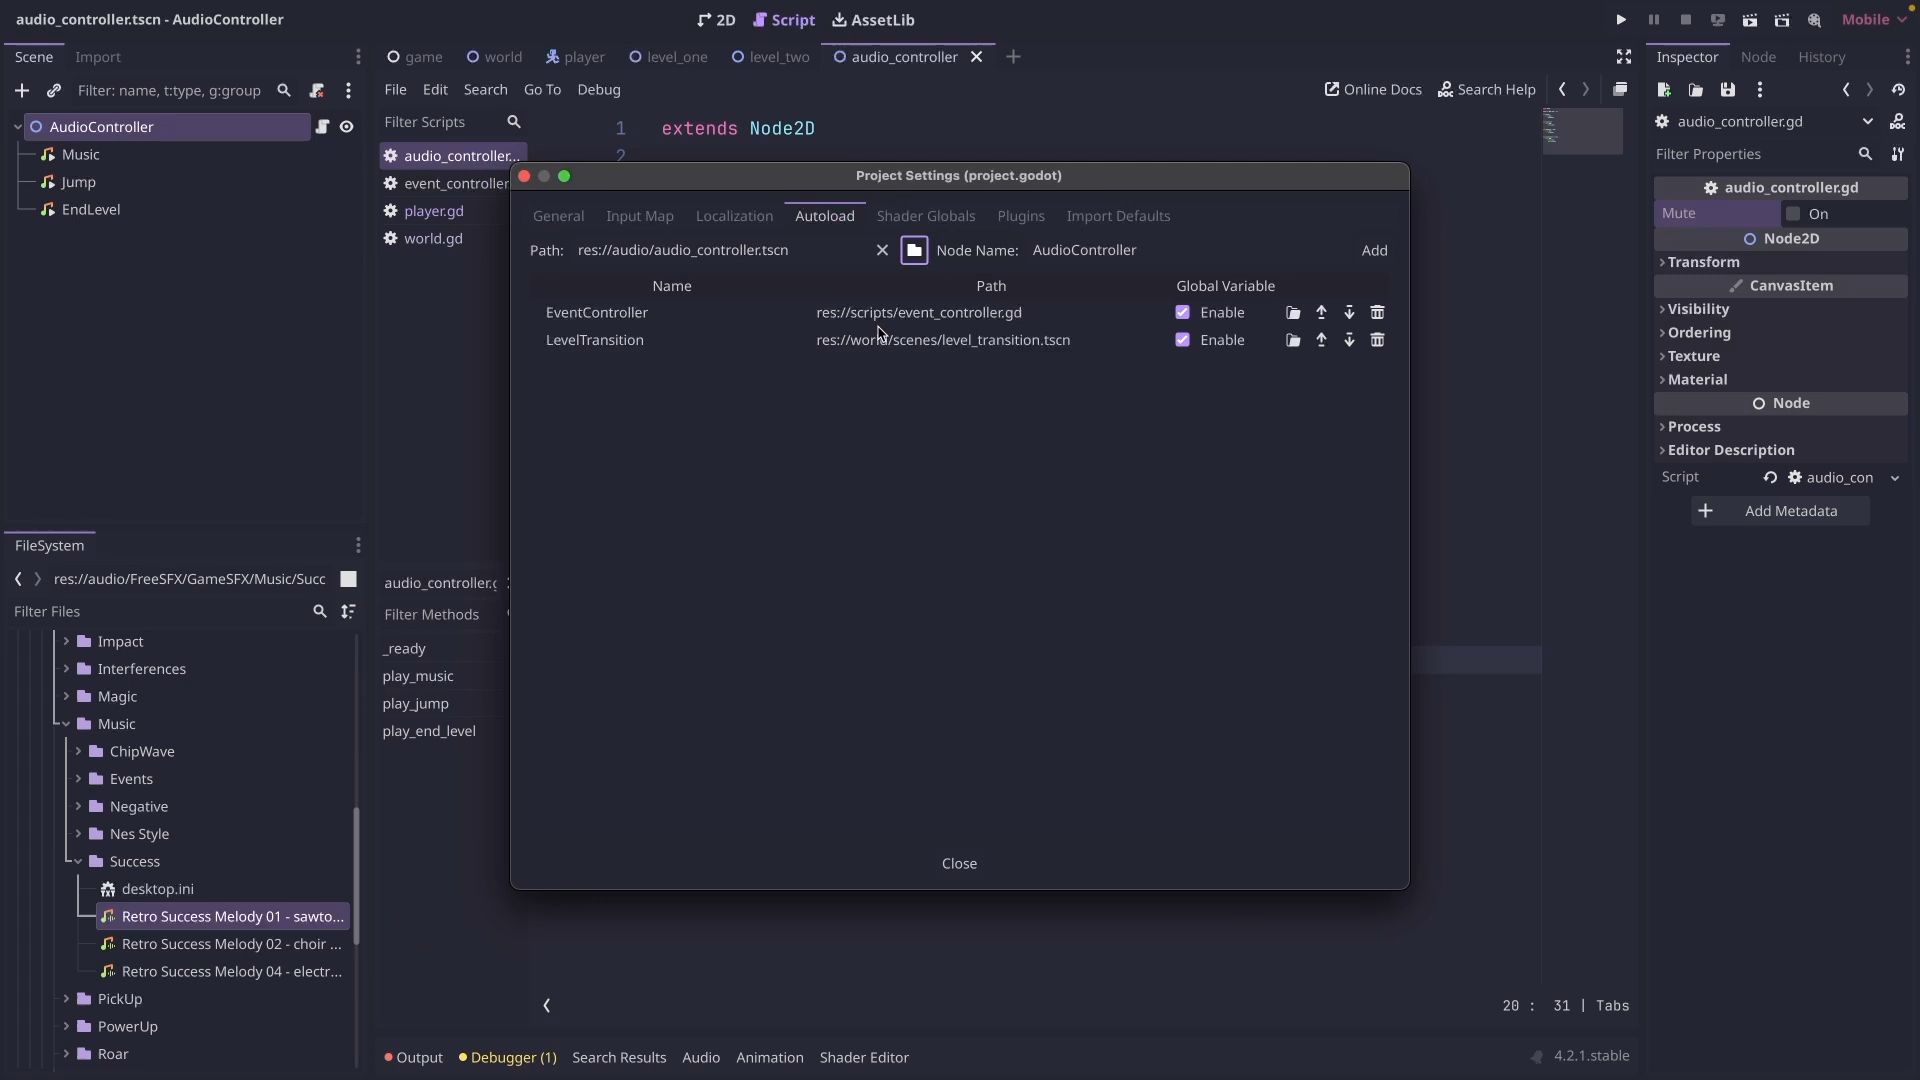 audio_controller.tscn - AudioController
2D
Script
AssetLib
Mobile
Scene
Import
game
world
player
level_one
level_two
audio_controller
Inspector
Node
History
Filter: name, t:type, g:group
File
Edit
Search
Go To
Debug
Online Docs
Search Help
AudioController
Music
Jump
EndLevel
Filter Scripts
audio_controller...
event_controller
player.gd
world.gd
1
extends Node2D
2
audio_controller.gd
Filter Properties
audio_controller.gd
Mute
On
Node2D
Transform
CanvasItem
Visibility
Ordering
Texture
Material
Node
Process
Editor Description
Script
audio_con
Add Metadata
Project Settings (project.godot)
General
Input Map
Localization
Autoload
Shader Globals
Plugins
Import Defaults
Path:
res://audio/audio_controller.tscn
Node Name:
AudioController
Add
Name
Path
Global Variable
EventController
res://scripts/event_controller.gd
Enable
LevelTransition
res://world/scenes/level_transition.tscn
Enable
Close
FileSystem
res://audio/FreeSFX/GameSFX/Music/Succ
Filter Files
Impact
Interferences
Magic
Music
ChipWave
Events
Negative
Nes Style
Success
desktop.ini
Retro Success Melody 01 - sawto...
Retro Success Melody 02 - choir ...
Retro Success Melody 04 - electr...
PickUp
PowerUp
Roar
audio_controller.g
Filter Methods
_ready
play_music
play_jump
play_end_level
20 : 31 | Tabs
Output
Debugger (1)
Search Results
Audio
Animation
Shader Editor
4.2.1.stable